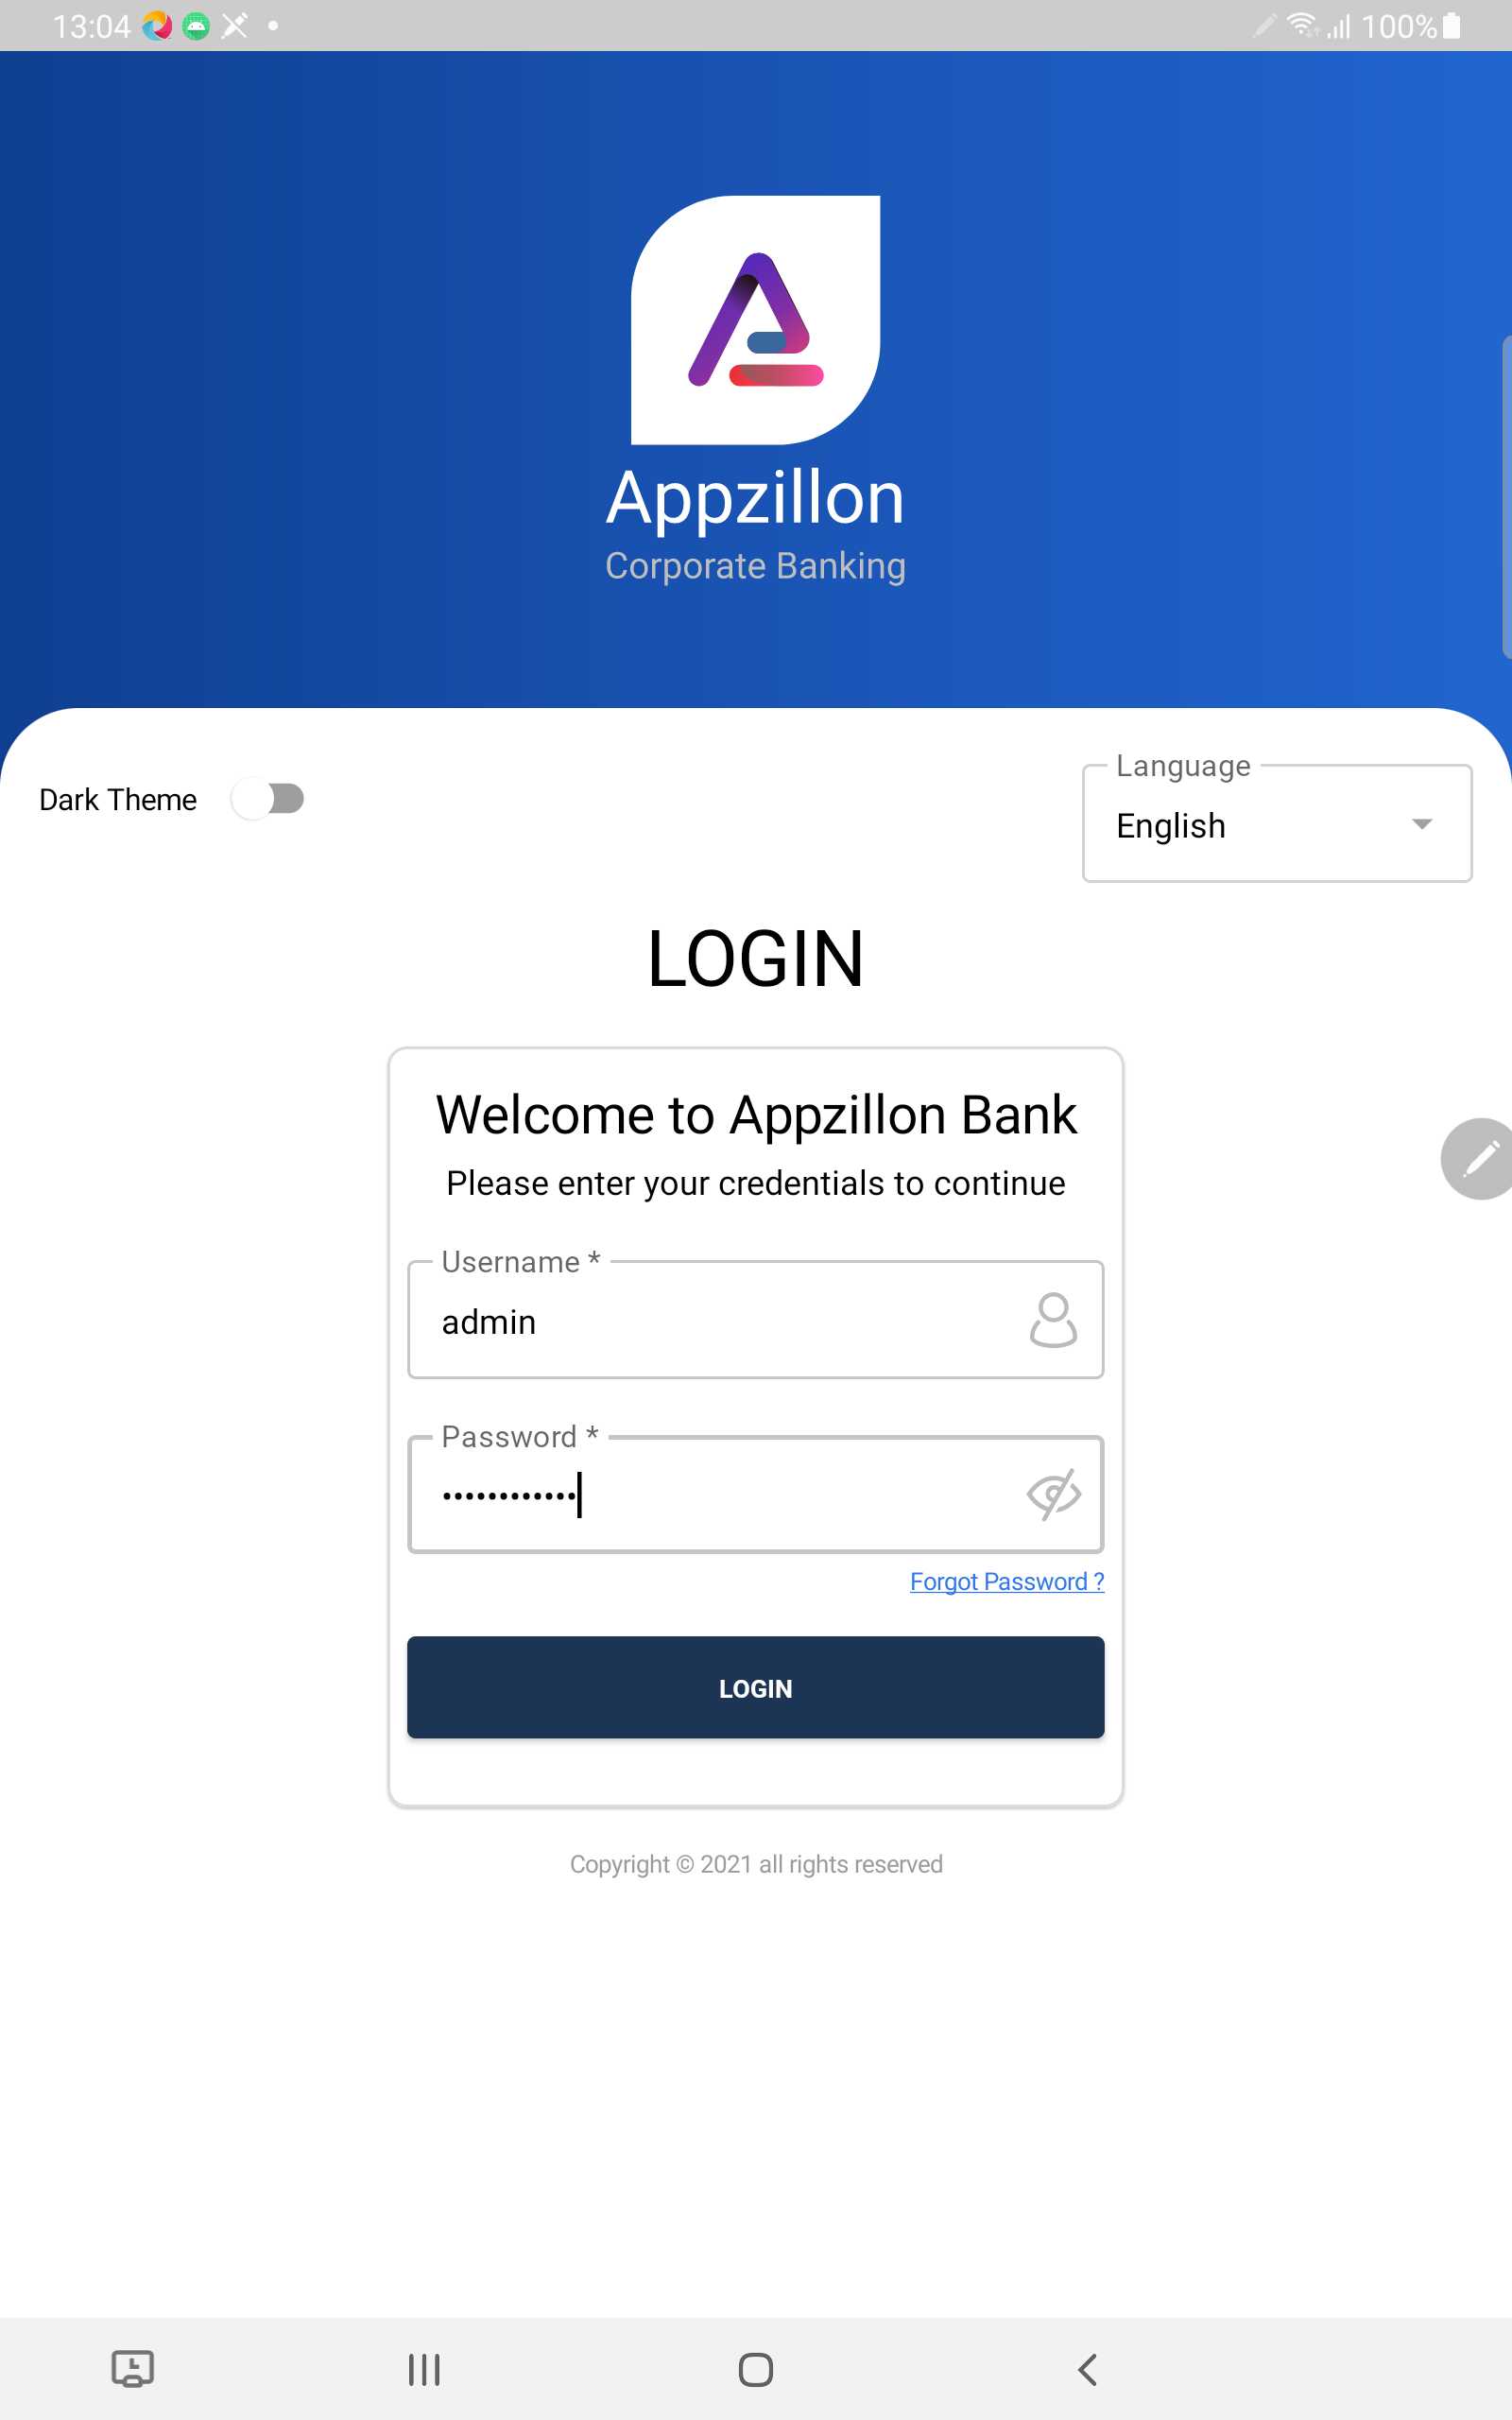 13:04
100%
Appzillon
Corporate Banking
Dark Theme
Language
English
LOGIN
Welcome to Appzillon Bank
Please enter your credentials to continue
Username *
admin
Password *
••••••••••••
Forgot Password ?
LOGIN
Copyright © 2021 all rights reserved